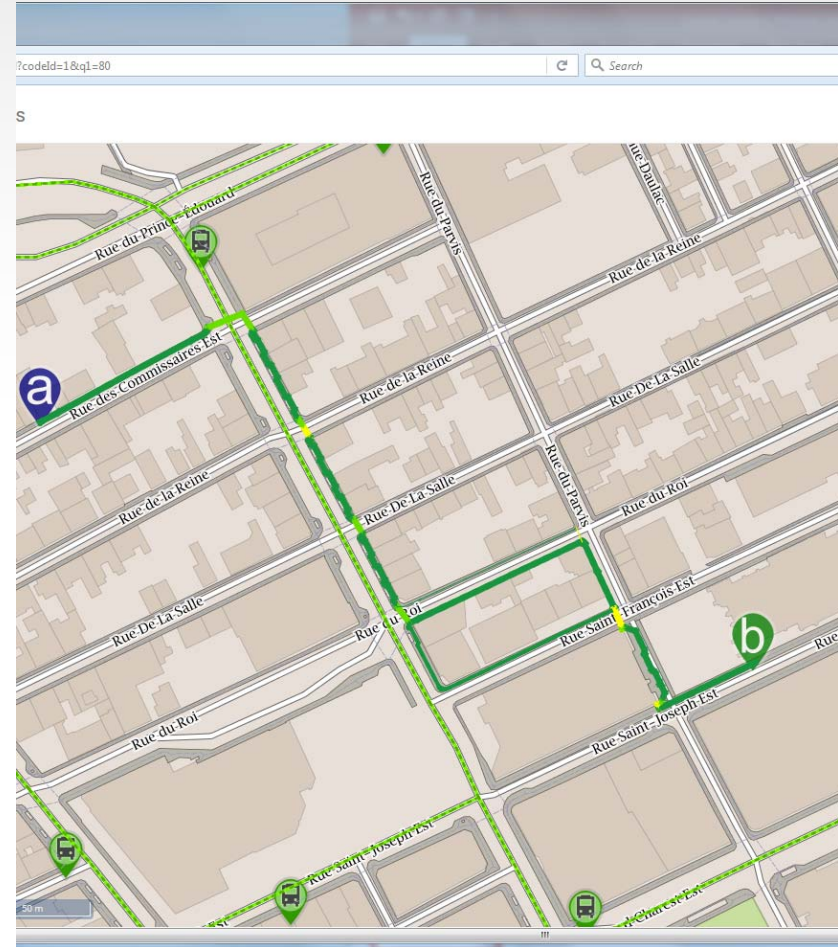 ?codeId=1&q1=80
Search
s
Rue du Prince-Édouard
Rue du Parvis
Rue de la Reine
a
Rue des Commissaires Est
Rue de la Reine
Rue De La Salle
Rue du Parvis
Rue du Roi
Rue de la Reine
Rue De La Salle
Rue Saint-François Est
b
Rue De La Salle
Rue du Roi
Rue
Rue Saint-Joseph Est
Rue du Roi
Rue Saint-Joseph Est
50 m
Est